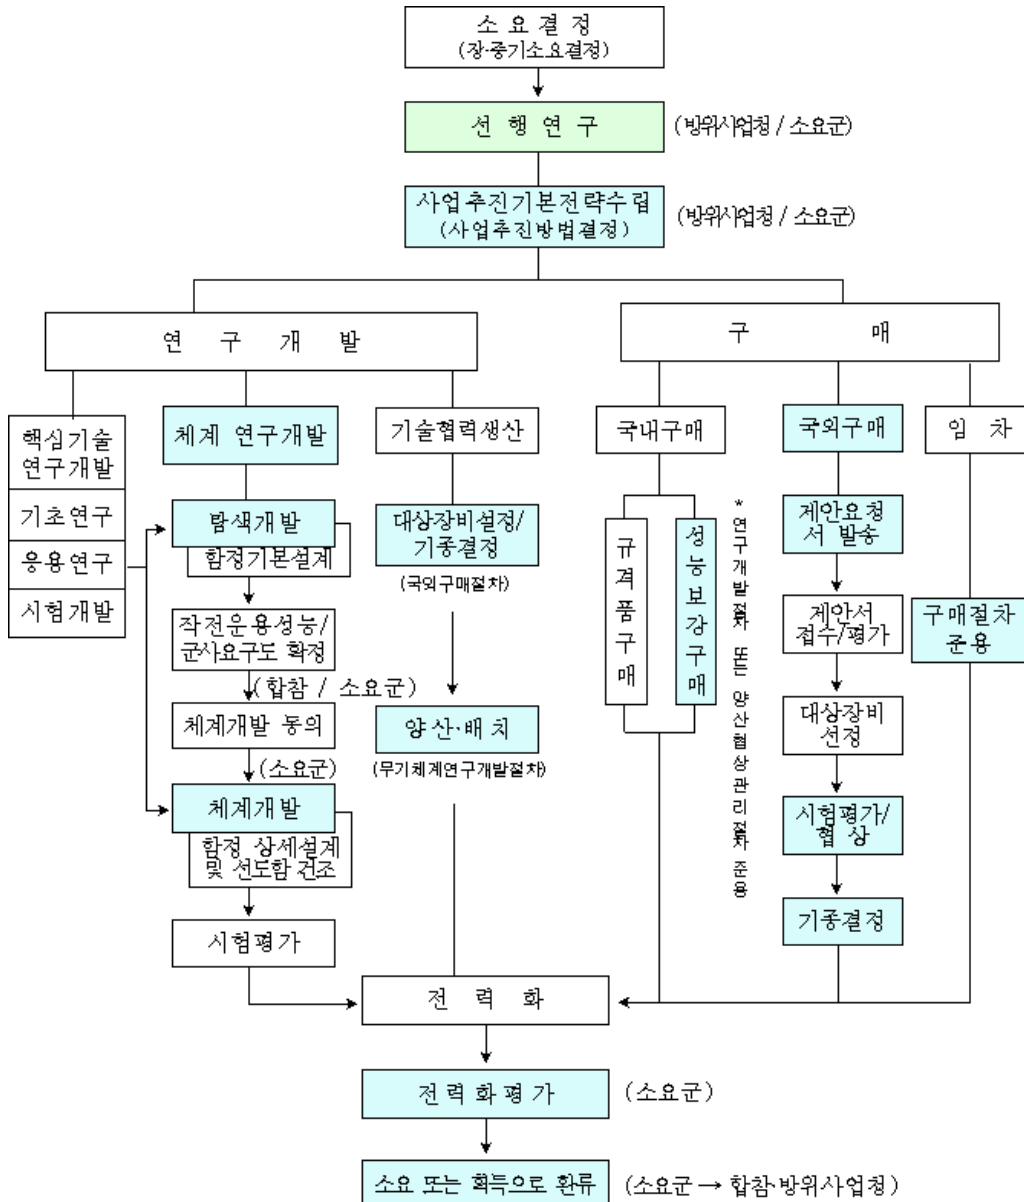 소 요 결 정
(장·중기소요결정)
선 행 연 구
(방위사업청 / 소요군)
사업추진기본전략수립
(사업추진방법결정)
(방위사업청 / 소요군)
연 구 개 발
구 매
핵심기술
연구개발
기초연구
응용연구
시험개발
체계 연구개발
탐색개발
함정기본설계
작전운용성능/
군사요구도 확정
(합참 / 소요군)
체계개발 동의
(소요군)
체계개발
함정 상세설계
및 선도함 건조
시험평가
기술협력생산
대상장비설정/
기종결정
(국외구매절차)
양산·배치
(무기체계연구개발절차)
국내구매
규격품구매
성능보강구매
*연구개발절차 또는 양산협상관리절차 준용
국외구매
제안요청
서 발송
제안서
접수/평가
대상장비
선정
시험평가/
협 상
기종결정
임 차
구매절차
준용
전 력 화
전력화평가
(소요군)
소요 또는 획득으로 환류
(소요군 → 합참·방위사업청)